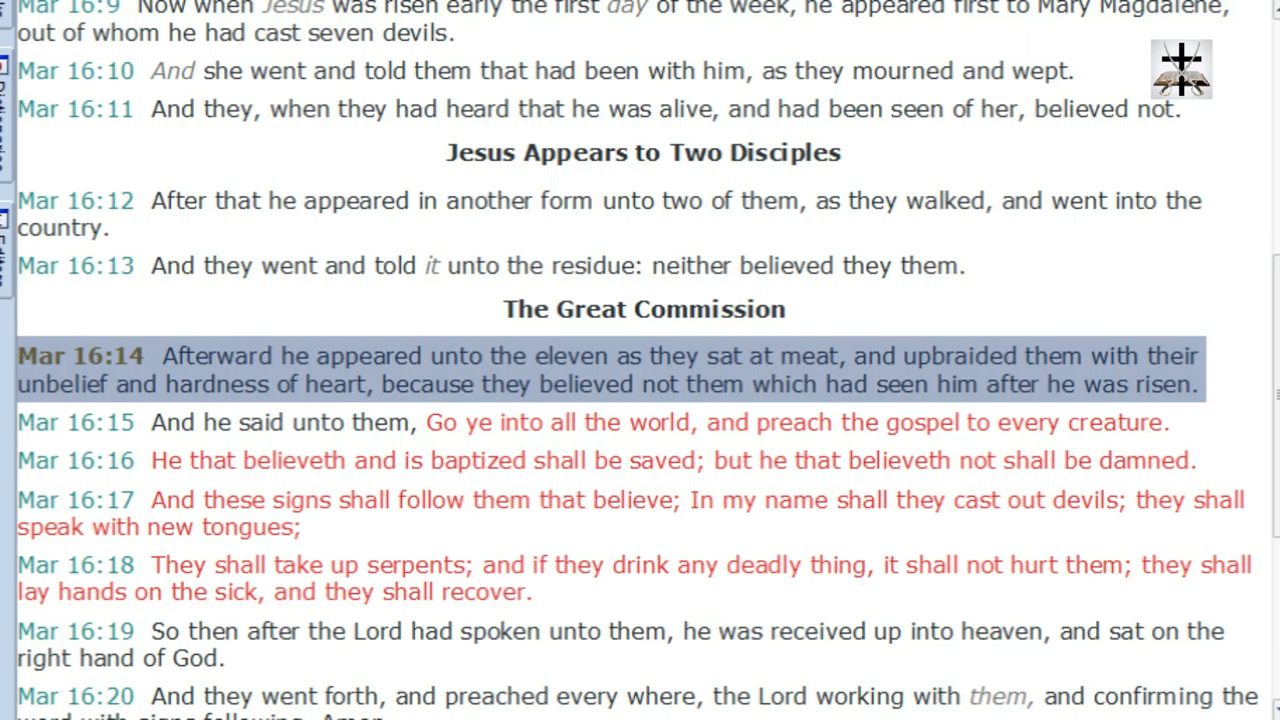 Mar 16:9 Now when Jesus was risen early the first day of the week, he appeared first to Mary Magdalene,
out of whom he had cast seven devils.
Mar 16:10 And she went and told them that had been with him, as they mourned and wept.
Mar 16:11 And they, when they had heard that he was alive, and had been seen of her, believed not.
Jesus Appears to Two Disciples
Mar 16:12 After that he appeared in another form unto two of them, as they walked, and went into the
country.
Mar 16:13 And they went and told it unto the residue: neither believed they them.
The Great Commission
Mar 16:14 Afterward he appeared unto the eleven as they sat at meat, and upbraided them with their
unbelief and hardness of heart, because they believed not them which had seen him after he was risen.
Mar 16:15 And he said unto them, Go ye into all the world, and preach the gospel to every creature.
Mar 16:16 He that believeth and is baptized shall be saved; but he that believeth not shall be damned.
Mar 16:17 And these signs shall follow them that believe; In my name shall they cast out devils; they shall
speak with new tongues;
Mar 16:18 They shall take up serpents; and if they drink any deadly thing, it shall not hurt them; they shall
lay hands on the sick, and they shall recover.
Mar 16:19 So then after the Lord had spoken unto them, he was received up into heaven, and sat on the
right hand of God.
Mar 16:20 And they went forth, and preached every where, the Lord working with them, and confirming the
word with signs following. Amen.